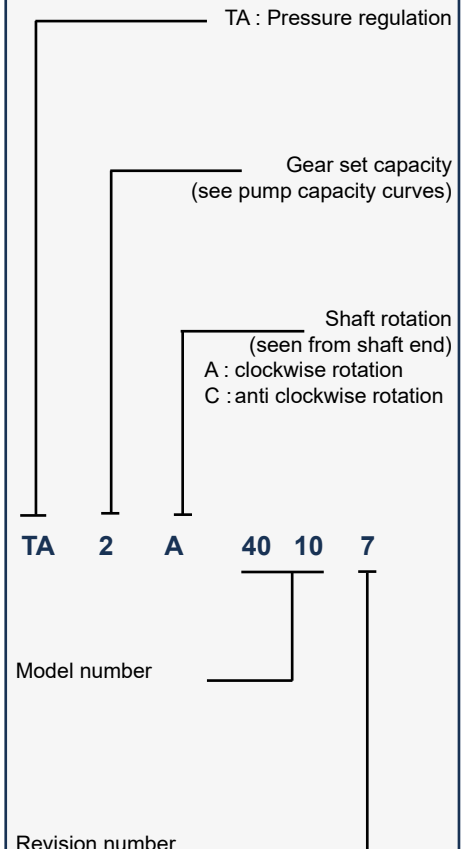 TA : Pressure regulation
Gear set capacity
(see pump capacity curves)
Shaft rotation
(seen from shaft end)
A : clockwise rotation
C : anti clockwise rotation
TA 2 A 40 10 7
Model number
Revision number